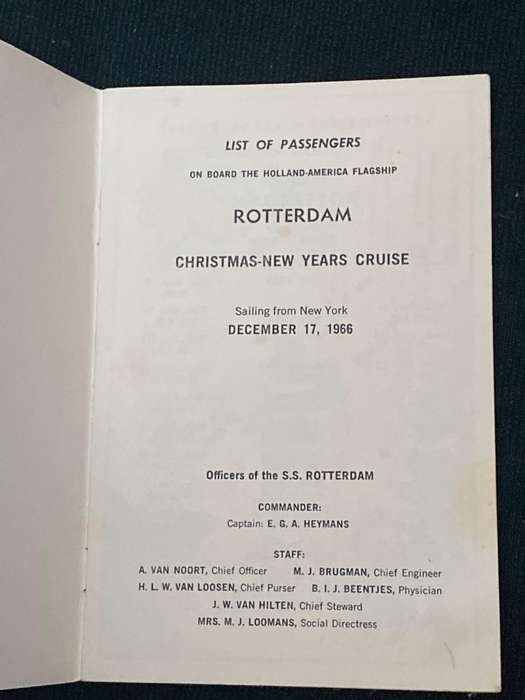 LIST OF PASSENGERS
ON BOARD THE HOLLAND-AMERICA FLAGSHIP
ROTTERDAM
CHRISTMAS-NEW YEARS CRUISE
Sailing from New York
DECEMBER 17, 1966
Officers of the S.S. ROTTERDAM
COMMANDER:
Captain: E. G. A. HEYMANS
STAFF:
A. VAN NOORT, Chief Officer M. J. BRUGMAN, Chief Engineer
H. L. W. VAN LOOSEN, Chief Purser B. I. J. BEENTJES, Physician
J. W. VAN HILTEN, Chief Steward
MRS. M. J. LOOMANS, Social Directress